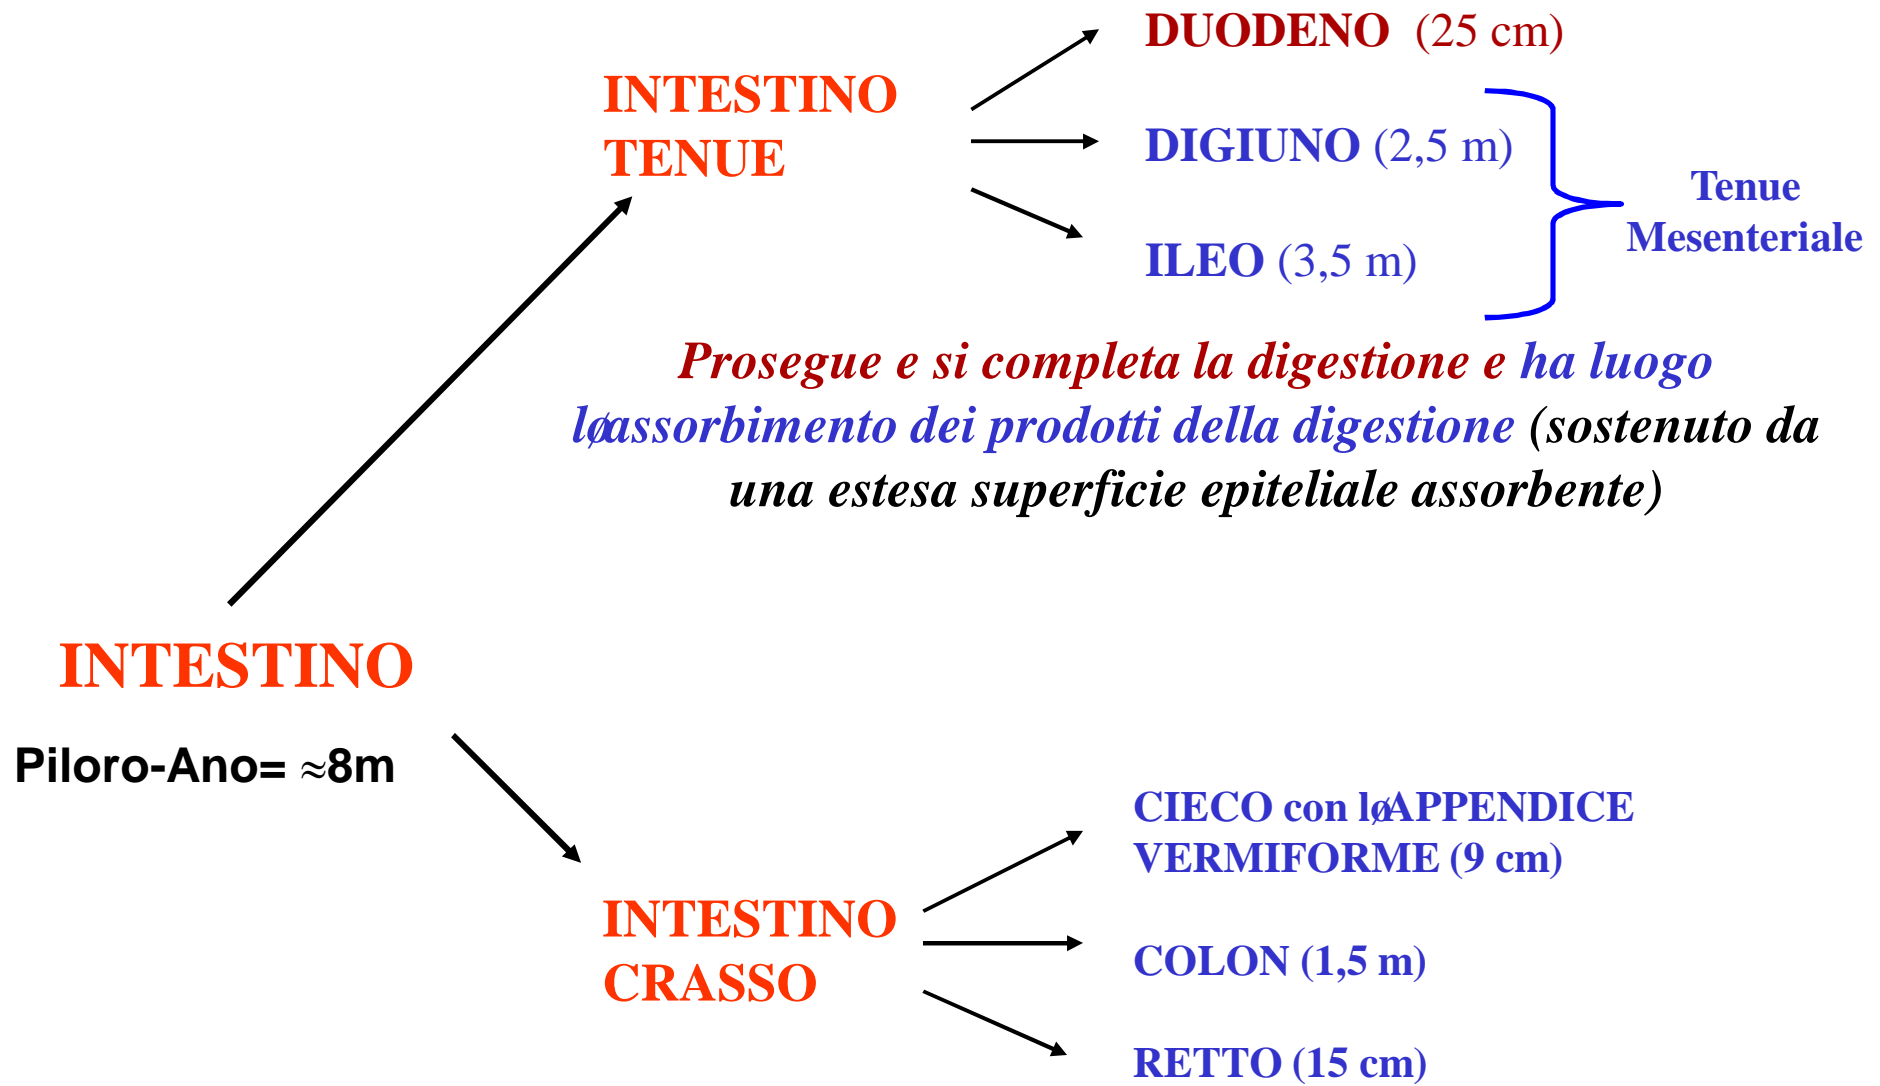 DUODENO (25 cm)
INTESTINO
TENUE
DIGIUNO (2,5 m)
ILEO (3,5 m)
Tenue
Mesenteriale
Prosegue e si completa la digestione e ha luogo
løassorbimento dei prodotti della digestione (sostenuto da
una estesa superficie epiteliale assorbente)
INTESTINO
Piloro-Ano= ≈8m
INTESTINO
CRASSO
CIECO con løAPPENDICE
VERMIFORME (9 cm)
COLON (1,5 m)
RETTO (15 cm)